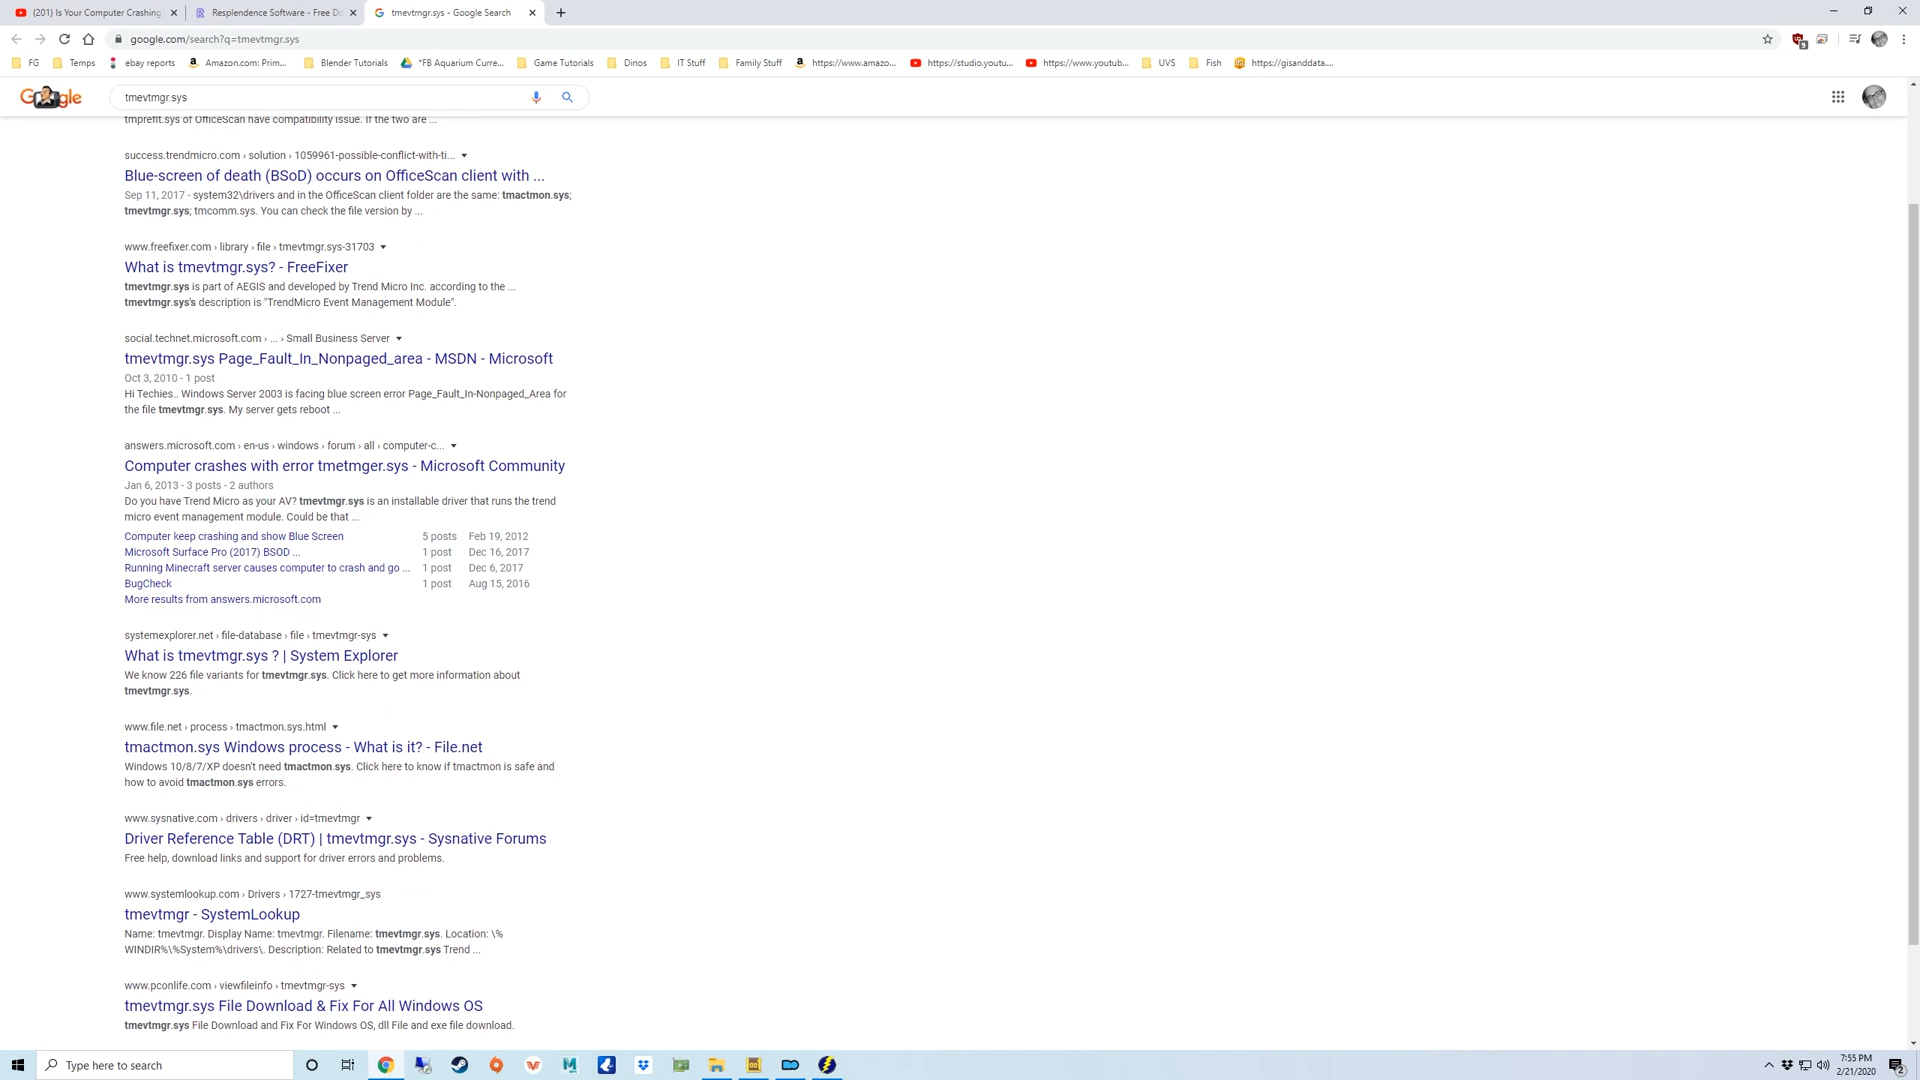 (201) Is Your Computer Crashing
Resplendence Software - Free Do
tmevtmgr.sys - Google Search
google.com/search?q=tmevtmgr.sys
FG
Temps
ebay reports
Amazon.com: Prim...
Blender Tutorials
*FB Aquarium Curre...
Game Tutorials
Dinos
IT Stuff
Family Stuff
https://www.amazo...
https://studio.youtu...
https://www.youtub...
UVS
Fish
https://gisanddata....
tmevtmgr.sys
tmprefit.sys of OfficeScan have compatibility issue. If the two are ...
success.trendmicro.com › solution › 1059961-possible-conflict-with-ti...
Blue-screen of death (BSoD) occurs on OfficeScan client with ...
Sep 11, 2017 - system32\drivers and in the OfficeScan client folder are the same: tmactmon.sys;
tmevtmgr.sys; tmcomm.sys. You can check the file version by ...
www.freefixer.com › library › file › tmevtmgr.sys-31703
What is tmevtmgr.sys? - FreeFixer
tmevtmgr.sys is part of AEGIS and developed by Trend Micro Inc. according to the ...
tmevtmgr.sys's description is "TrendMicro Event Management Module".
social.technet.microsoft.com › ... › Small Business Server
tmevtmgr.sys Page_Fault_In_Nonpaged_area - MSDN - Microsoft
Oct 3, 2010 - 1 post
Hi Techies.. Windows Server 2003 is facing blue screen error Page_Fault_In-Nonpaged_Area for
the file tmevtmgr.sys. My server gets reboot ...
answers.microsoft.com › en-us › windows › forum › all › computer-c...
Computer crashes with error tmetmger.sys - Microsoft Community
Jan 6, 2013 - 3 posts - 2 authors
Do you have Trend Micro as your AV? tmevtmgr.sys is an installable driver that runs the trend
micro event management module. Could be that ...
Computer keep crashing and show Blue Screen 5 posts Feb 19, 2012
Microsoft Surface Pro (2017) BSOD ... 1 post Dec 16, 2017
Running Minecraft server causes computer to crash and go ... 1 post Dec 6, 2017
BugCheck 1 post Aug 15, 2016
More results from answers.microsoft.com
systemexplorer.net › file-database › file › tmevtmgr-sys
What is tmevtmgr.sys ? | System Explorer
We know 226 file variants for tmevtmgr.sys. Click here to get more information about
tmevtmgr.sys.
www.file.net › process › tmactmon.sys.html
tmactmon.sys Windows process - What is it? - File.net
Windows 10/8/7/XP doesn't need tmactmon.sys. Click here to know if tmactmon is safe and
how to avoid tmactmon.sys errors.
www.sysnative.com › drivers › driver › id=tmevtmgr
Driver Reference Table (DRT) | tmevtmgr.sys - Sysnative Forums
Free help, download links and support for driver errors and problems.
www.systemlookup.com › Drivers › 1727-tmevtmgr_sys
tmevtmgr - SystemLookup
Name: tmevtmgr. Display Name: tmevtmgr. Filename: tmevtmgr.sys. Location: \%
WINDIR%\%System%\drivers\. Description: Related to tmevtmgr.sys Trend ...
www.pconlife.com › viewfileinfo › tmevtmgr-sys
tmevtmgr.sys File Download & Fix For All Windows OS
tmevtmgr.sys File Download and Fix For Windows OS, dll File and exe file download.
Type here to search
7:55 PM
2/21/2020